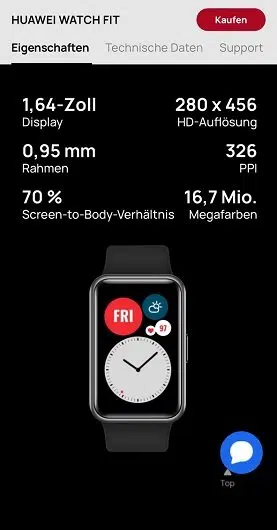 HUAWEI WATCH FIT
Kaufen
Eigenschaften Technische Daten Support
1,64-Zoll 280 x 456
Display HD-Auflösung
0,95 mm 326
Rahmen PPI
70 % 16,7 Mio.
Screen-to-Body-Verhältnis Megafarben
FRI
97
Top